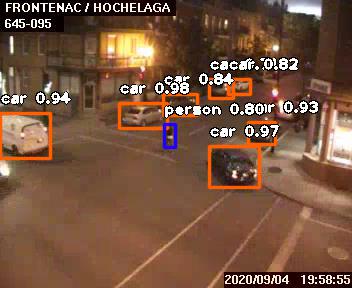 FRONTENAC / HOCHELAGA
645-095
car 0.82
car 0.84
car 0.94
car 0.98
person 0.80
0.93
car 0.97
2020/09/04 19:58:55